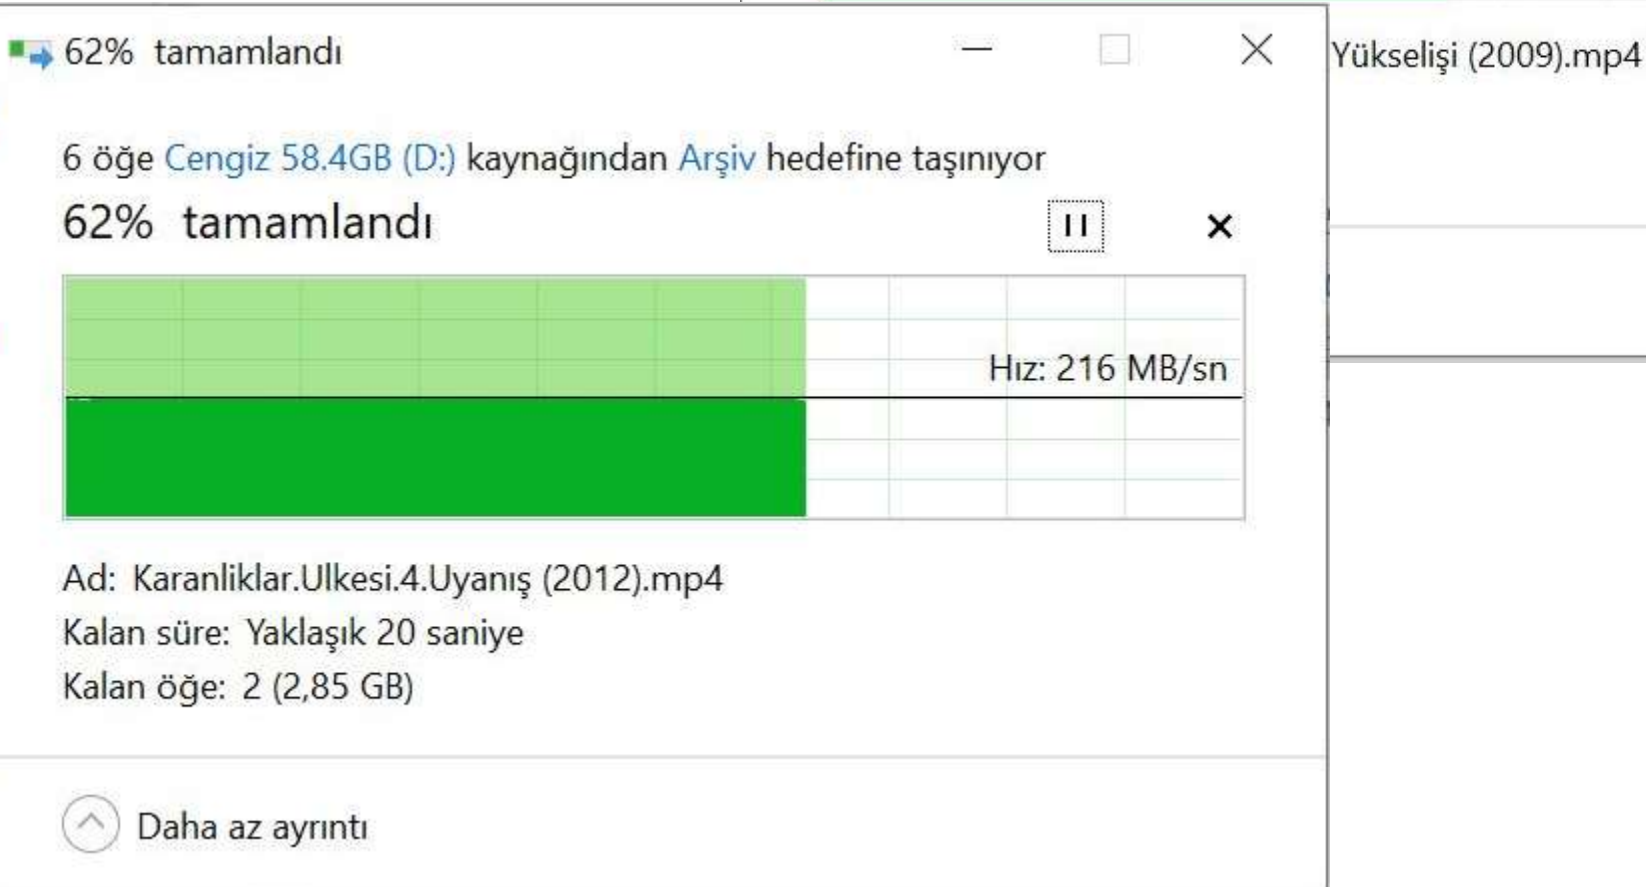 62% tamamlandı
Yükselişi (2009).mp4
6 öğe Cengiz 58.4GB (D:) kaynağından Arşiv hedefine taşınıyor
62% tamamlandı
Hız: 216 MB/sn
Ad: Karanliklar.Ulkesi.4.Uyanış (2012).mp4
Kalan süre: Yaklaşık 20 saniye
Kalan öğe: 2 (2,85 GB)
Daha az ayrıntı